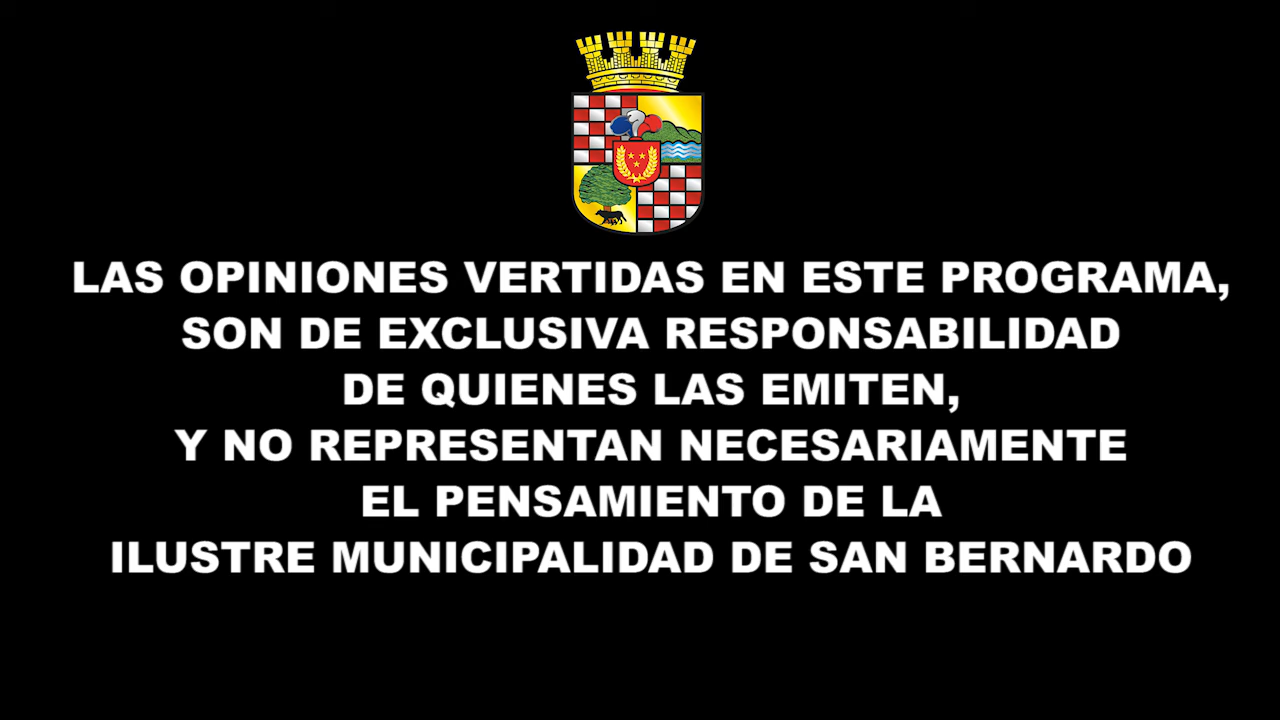 LAS OPINIONES VERTIDAS EN ESTE PROGRAMA,
SON DE EXCLUSIVA RESPONSABILIDAD
DE QUIENES LAS EMITEN,
Y NO REPRESENTAN NECESARIAMENTE
EL PENSAMIENTO DE LA
ILUSTRE MUNICIPALIDAD DE SAN BERNARDO